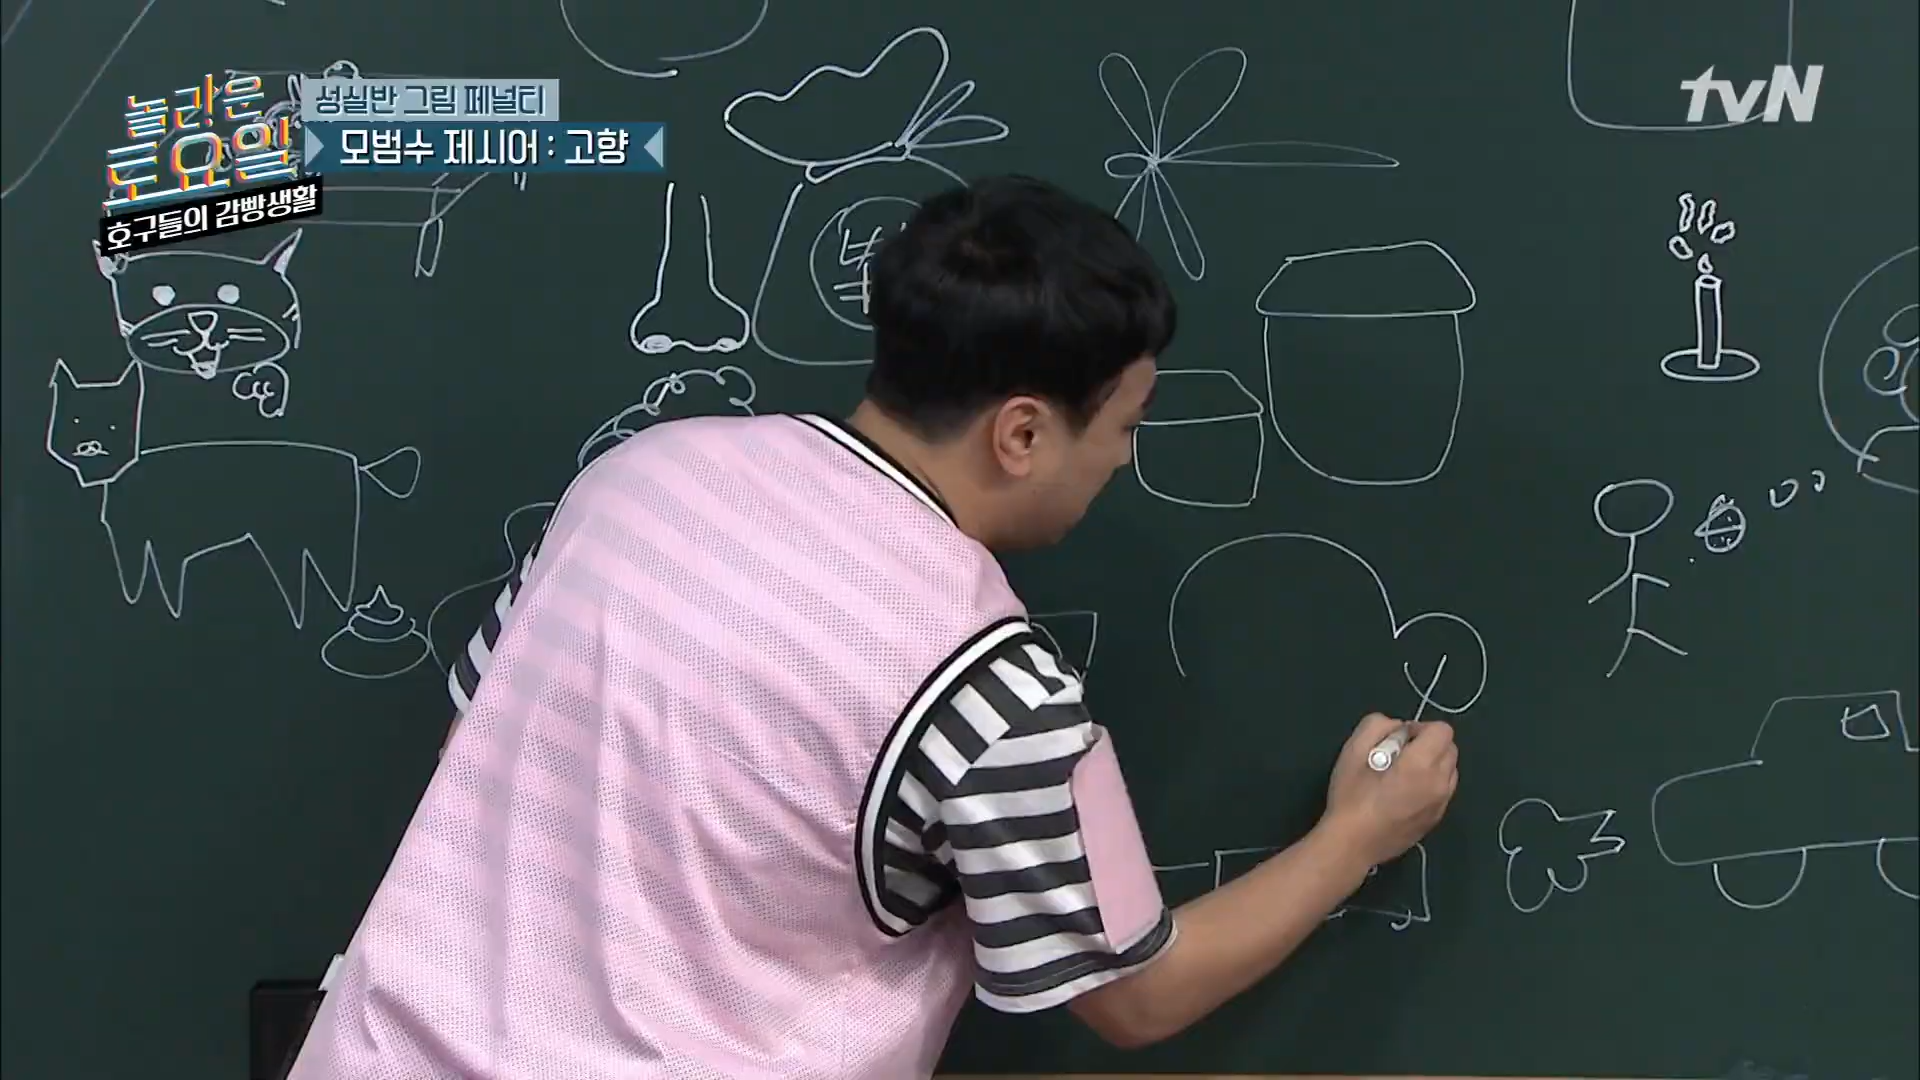 놀라운
토요일
호구들의 감빵생활
성실반 그림 페널티
모범수 제시어 : 고향
tvN